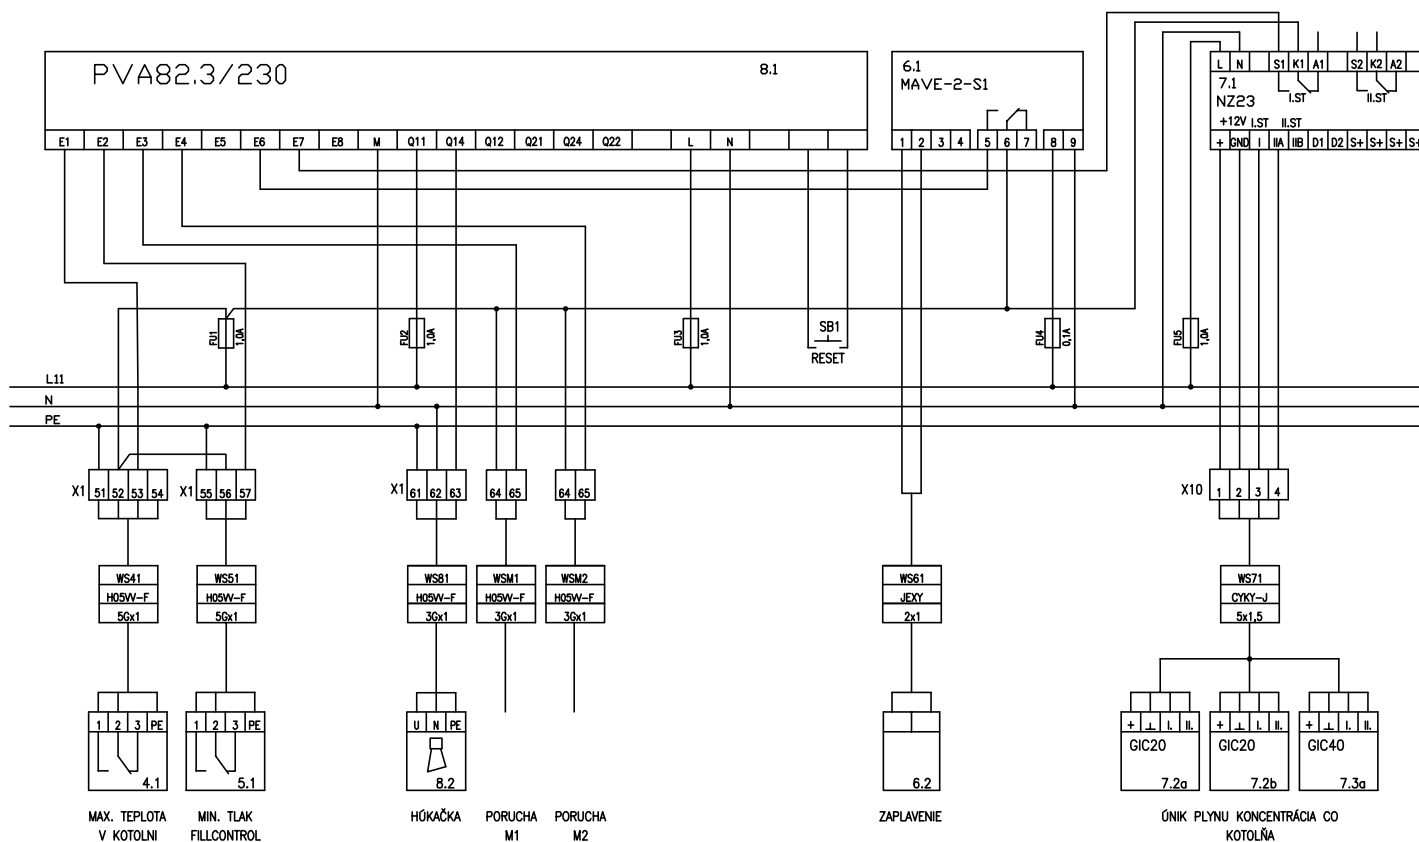 PVA82.3/230
8.1
E1 E2 E3 E4 E5 E6 E7 E8 M Q11 Q14 Q12 Q21 Q24 Q22 L N
6.1
MAVE-2-S1
1 2 3 4 5 6 7 8 9
L N S1 K1 A1 S2 K2 A2
7.1
I.ST II.ST
NZ23
+12V I.ST II.ST
+ GND I IIA IIB D1 D2 S+ S+ S+ S+
FU1 1,0A
FU2 1,0A
FU3 1,0A
SB1
RESET
FU4 0,1A
FU5 1,0A
L11
N
PE
X1 51 52 53 54
X1 55 56 57
X1 61 62 63
64 65
64 65
X10 1 2 3 4
WS41
H05VV-F
5Gx1
WS51
H05VV-F
5Gx1
WS81
H05VV-F
3Gx1
WSM1
H05VV-F
3Gx1
WSM2
H05VV-F
3Gx1
WS61
JEXY
2x1
WS71
CYKY-J
5x1,5
1 2 3 PE
4.1
1 2 3 PE
5.1
U N PE
8.2
6.2
+ ⊥ I. II.
GIC20
7.2a
+ ⊥ I. II.
GIC20
7.2b
+ ⊥ I. II.
GIC40
7.3a
MAX. TEPLOTA
V KOTOLNI
MIN. TLAK
FILLCONTROL
HÚKAČKA
PORUCHA
M1
PORUCHA
M2
ZAPLAVENIE
ÚNIK PLYNU KONCENTRÁCIA CO
KOTOLŇA